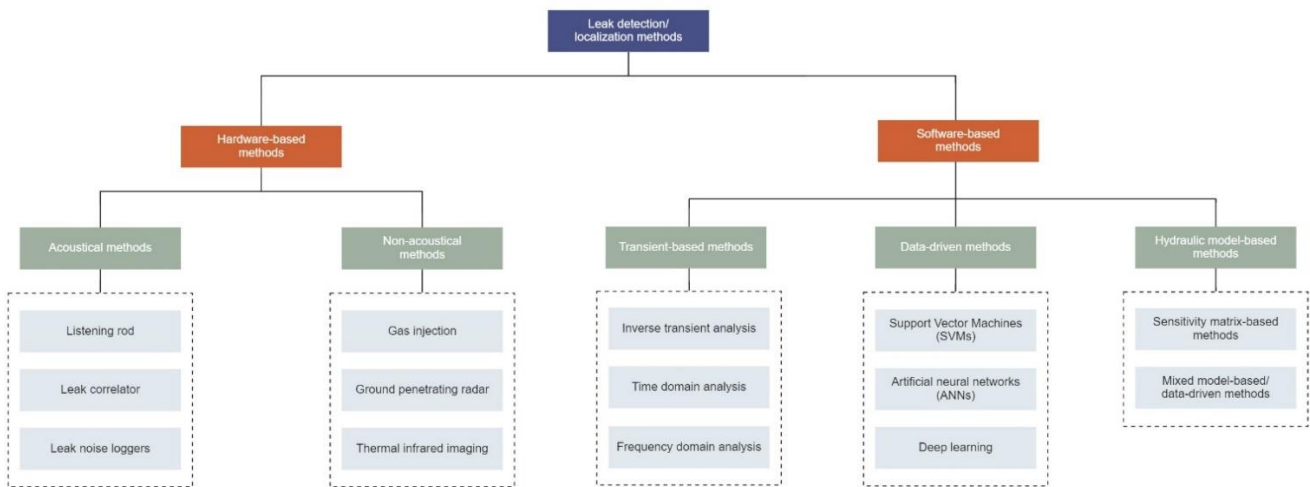 Leak detection/
localization methods
Hardware-based
methods
Software-based
methods
Acoustical methods
Non-acoustical
methods
Transient-based methods
Data-driven methods
Hydraulic model-based
methods
Listening rod
Leak correlator
Leak noise loggers
Gas injection
Ground penetrating radar
Thermal infrared imaging
Inverse transient analysis
Time domain analysis
Frequency domain analysis
Support Vector Machines
(SVMs)
Artificial neural networks
(ANNs)
Deep learning
Sensitivity matrix-based
methods
Mixed model-based/
data-driven methods